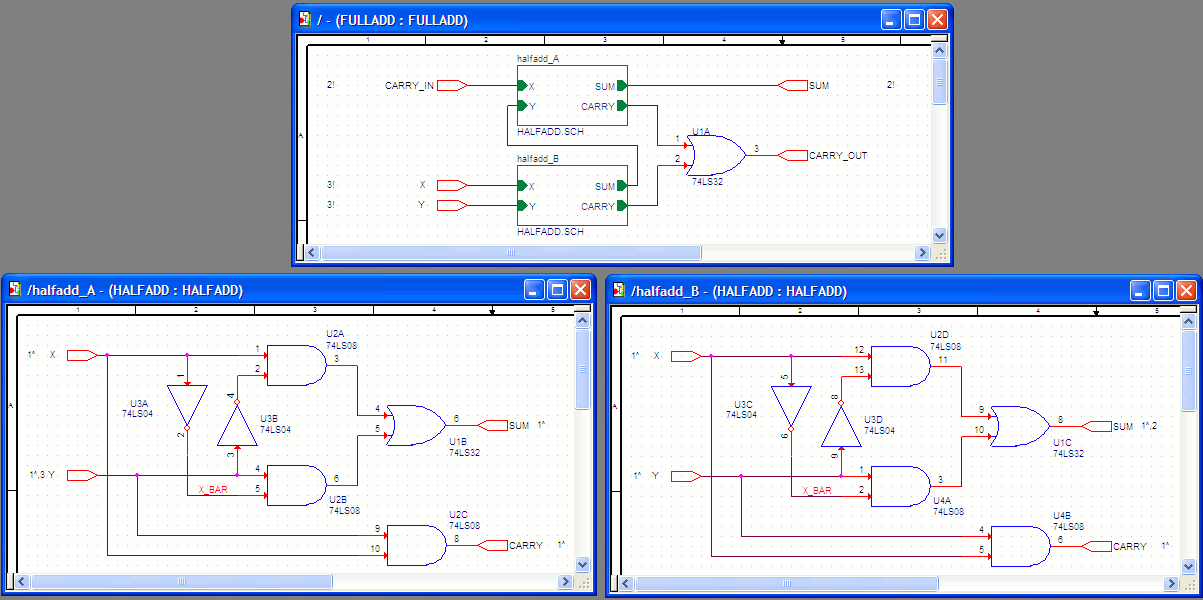 / - (FULLADD : FULLADD)
1 2 3 4 5
halfadd_A
2! CARRY_IN X SUM SUM 2!
Y CARRY
A
HALFADD.SCH
1 U1A
2 3 CARRY_OUT
74LS32
halfadd_B
3! X X SUM
3! Y Y CARRY
HALFADD.SCH
/halfadd_A - (HALFADD : HALFADD)
1 2 3 4 5
U2A
74LS08
1^ X 1 3
2
1
U3A
74LS04
2
4
U3B
74LS04
3
A
4 6 SUM 1^
5
U1B
74LS32
1^,3 Y 4 6
X_BAR 5
U2B
74LS08
U2C
74LS08
9 8 CARRY 1^
10
/halfadd_B - (HALFADD : HALFADD)
1 2 3 4 5
U2D
74LS08
1^ X 12 11
13
5
U3C
74LS04
6
8
U3D
74LS04
9
A
9 8 SUM 1^,2
10
U1C
74LS32
1^ Y 1 3
X_BAR 2
U4A
74LS08
U4B
74LS08
4 6 CARRY 1^
5